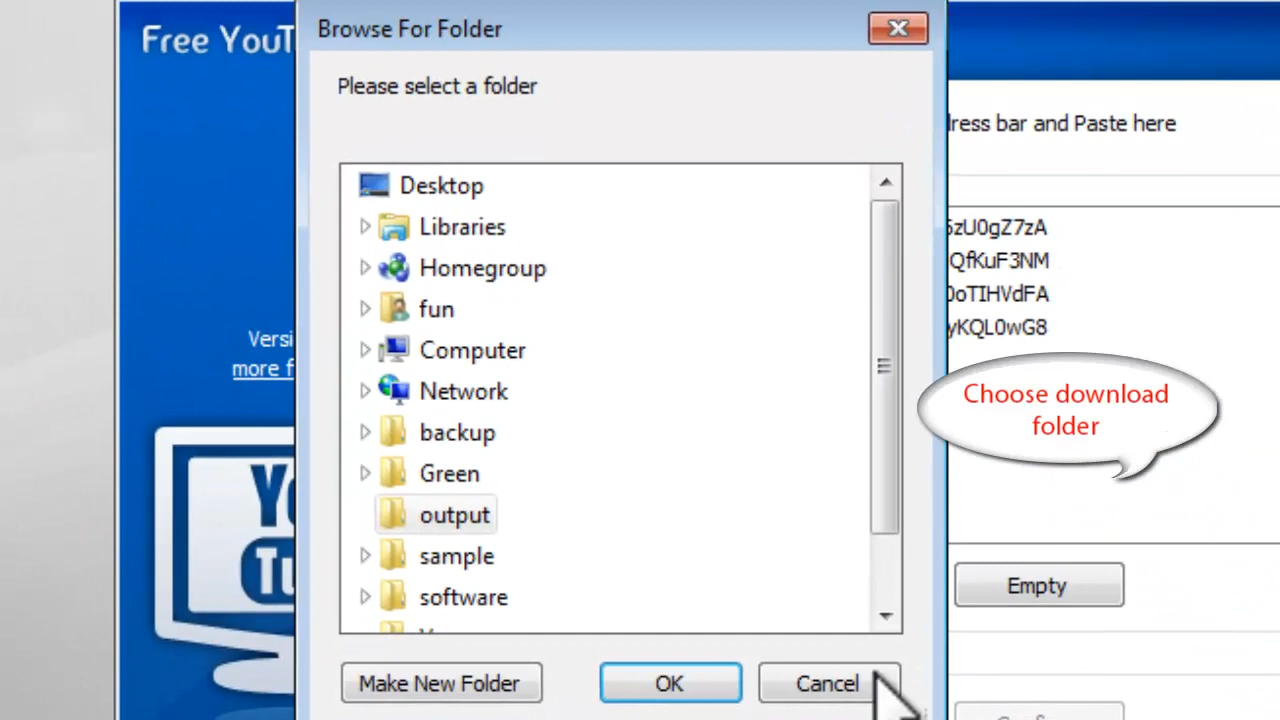 Free YouT
Browse For Folder
Please select a folder
dress bar and Paste here
Desktop
Libraries
Homegroup
fun
Computer
Network
backup
Green
output
sample
software
zU0gZ7zA
QfKuF3NM
oTIHVdFA
yKQL0wG8
Versi
more f
Choose download
folder
Yo
Tu
Empty
Make New Folder
OK
Cancel